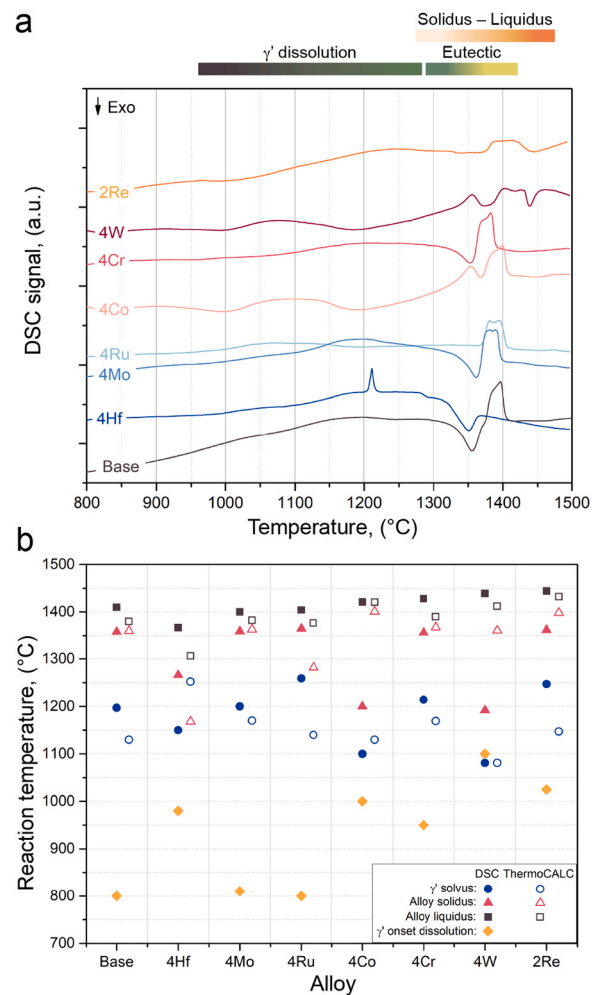 a
Solidus – Liquidus
γ' dissolution
Eutectic
Exo
2Re
4W
4Cr
4Co
4Ru
4Mo
4Hf
Base
DSC signal, (a.u.)
800 900 1000 1100 1200 1300 1400 1500
Temperature, (°C)
b
1500
1400
1300
1200
1100
1000
900
800
700
Reaction temperature, (°C)
DSC ThermoCALC
γ' solvus:
Alloy solidus:
Alloy liquidus:
γ' onset dissolution:
Base 4Hf 4Mo 4Ru 4Co 4Cr 4W 2Re
Alloy